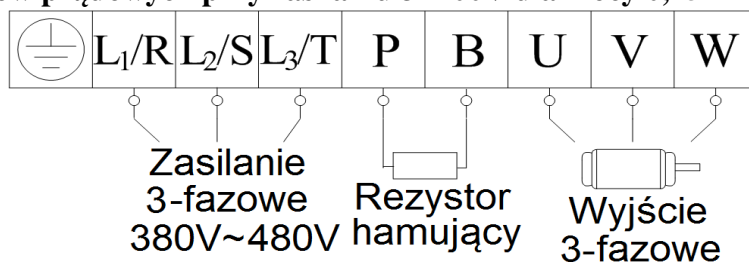 L1/R L2/S L3/T P B U V W
Zasilanie
3-fazowe
380V~480V
Rezystor
hamujący
Wyjście
3-fazowe